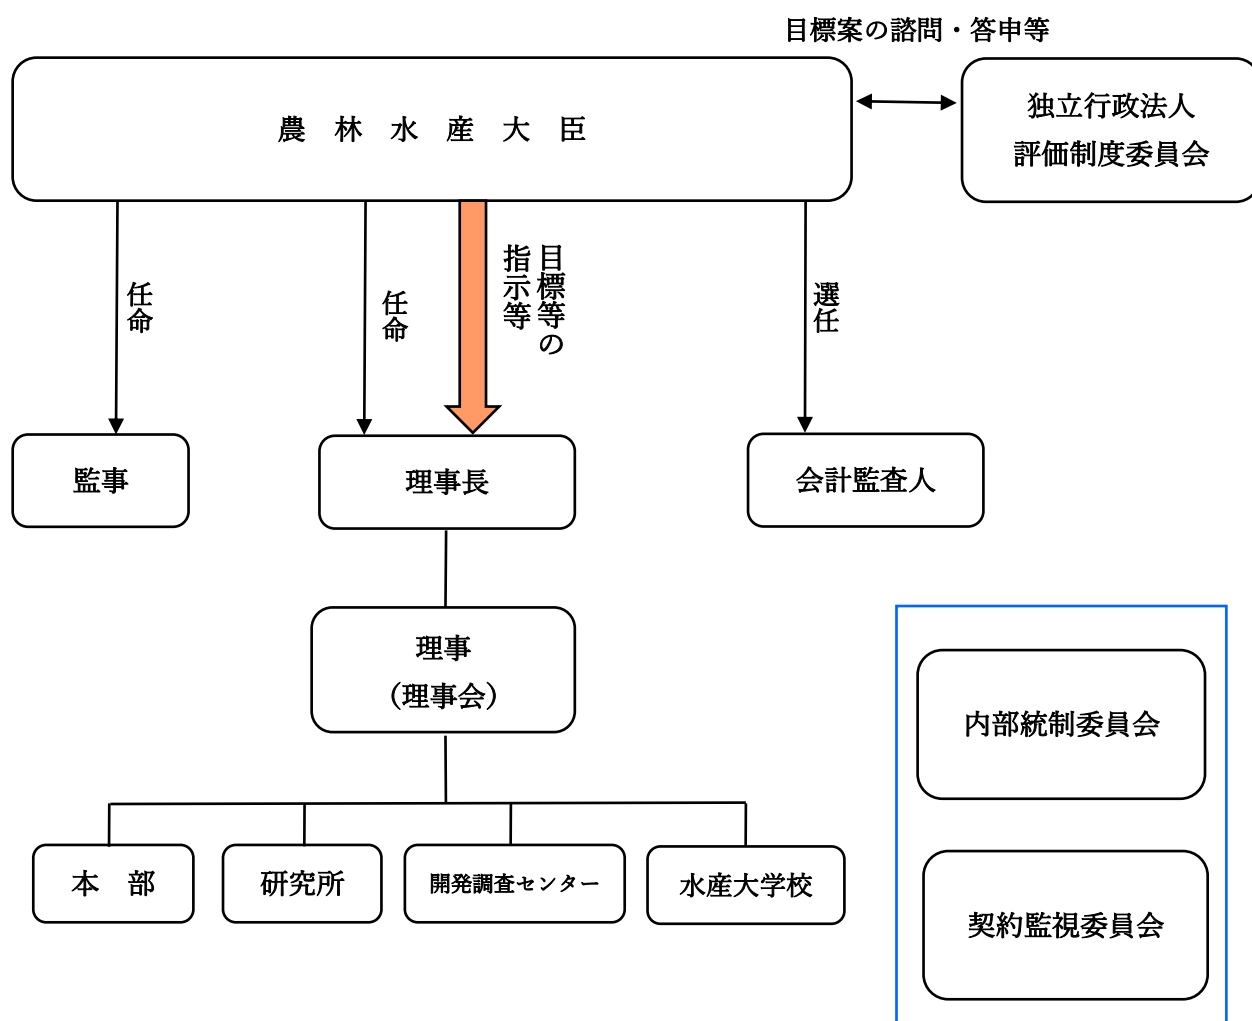 目標案の諮問・答申等
農　林　水　産　大　臣
独立行政法人
評価制度委員会
任命
任命
目標等の
指示等
選任
監事
理事長
会計監査人
理事
（理事会）
内部統制委員会
本　部
研究所
開発調査センター
水産大学校
契約監視委員会